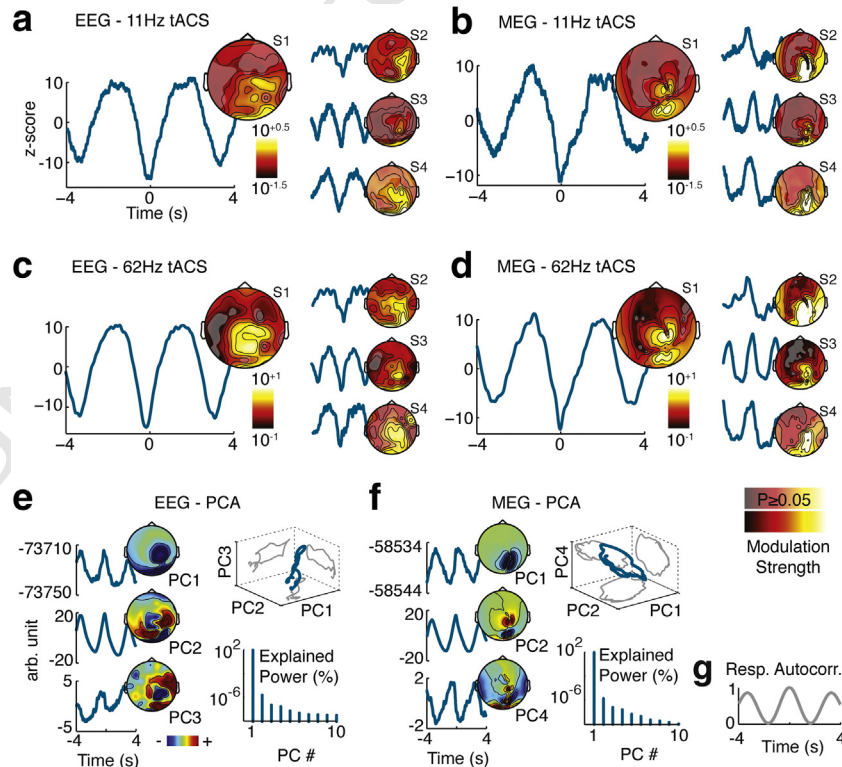 a
EEG - 11Hz tACS
S1
z-score
10
0
-10
-4
0
4
Time (s)
10+0.5
10-1.5
S2
S3
S4
b
MEG - 11Hz tACS
S1
10
0
-10
-4
0
4
10+0.5
10-1.5
S2
S3
S4
c
EEG - 62Hz tACS
S1
10
0
-10
-4
0
4
10+1
10-1
S2
S3
S4
d
MEG - 62Hz tACS
S1
10
0
-10
-4
0
4
10+1
10-1
S2
S3
S4
e
EEG - PCA
-73710
-73750
PC1
arb. unit
20
-20
PC2
5
-5
PC3
-4
4
Time (s)
- +
PC3
PC2
PC1
10²
10-6
Explained
Power (%)
1
10
PC #
f
MEG - PCA
-58534
-58544
PC1
20
-20
PC2
2
-2
PC4
-4
4
Time (s)
PC4
PC2
PC1
10²
10-6
Explained
Power (%)
1
10
PC #
P≥0.05
Modulation
Strength
g
Resp. Autocorr.
1
0
-4
4
Time (s)